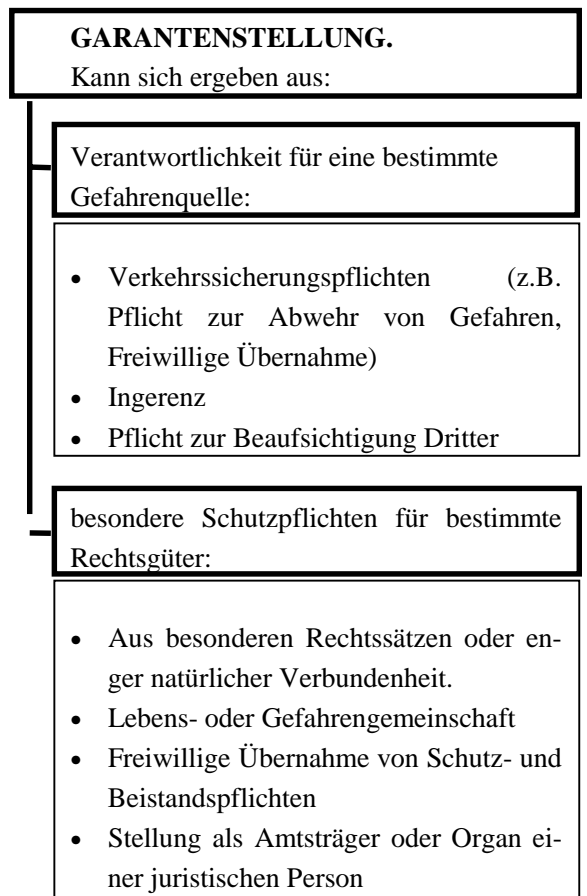 GARANTENSTELLUNG.
Kann sich ergeben aus:
Verantwortlichkeit für eine bestimmte
Gefahrenquelle:
• Verkehrssicherungspflichten (z.B.
Pflicht zur Abwehr von Gefahren,
Freiwillige Übernahme)
• Ingerenz
• Pflicht zur Beaufsichtigung Dritter
besondere Schutzpflichten für bestimmte
Rechtsgüter:
• Aus besonderen Rechtssätzen oder en-
ger natürlicher Verbundenheit.
• Lebens- oder Gefahrengemeinschaft
• Freiwillige Übernahme von Schutz- und
Beistandspflichten
• Stellung als Amtsträger oder Organ ei-
ner juristischen Person